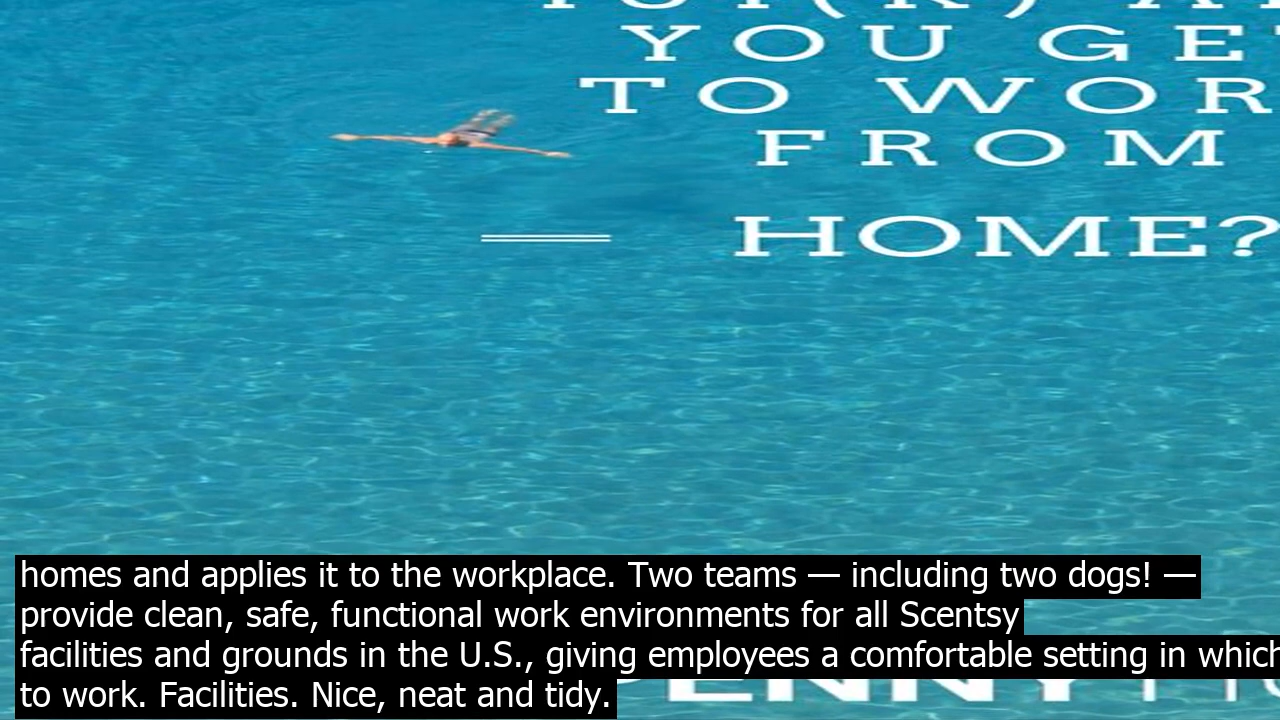 YOU GE
TO WOR
FROM
HOME?
homes and applies it to the workplace. Two teams — including two dogs! —
provide clean, safe, functional work environments for all Scentsy
facilities and grounds in the U.S., giving employees a comfortable setting in which
to work. Facilities. Nice, neat and tidy.